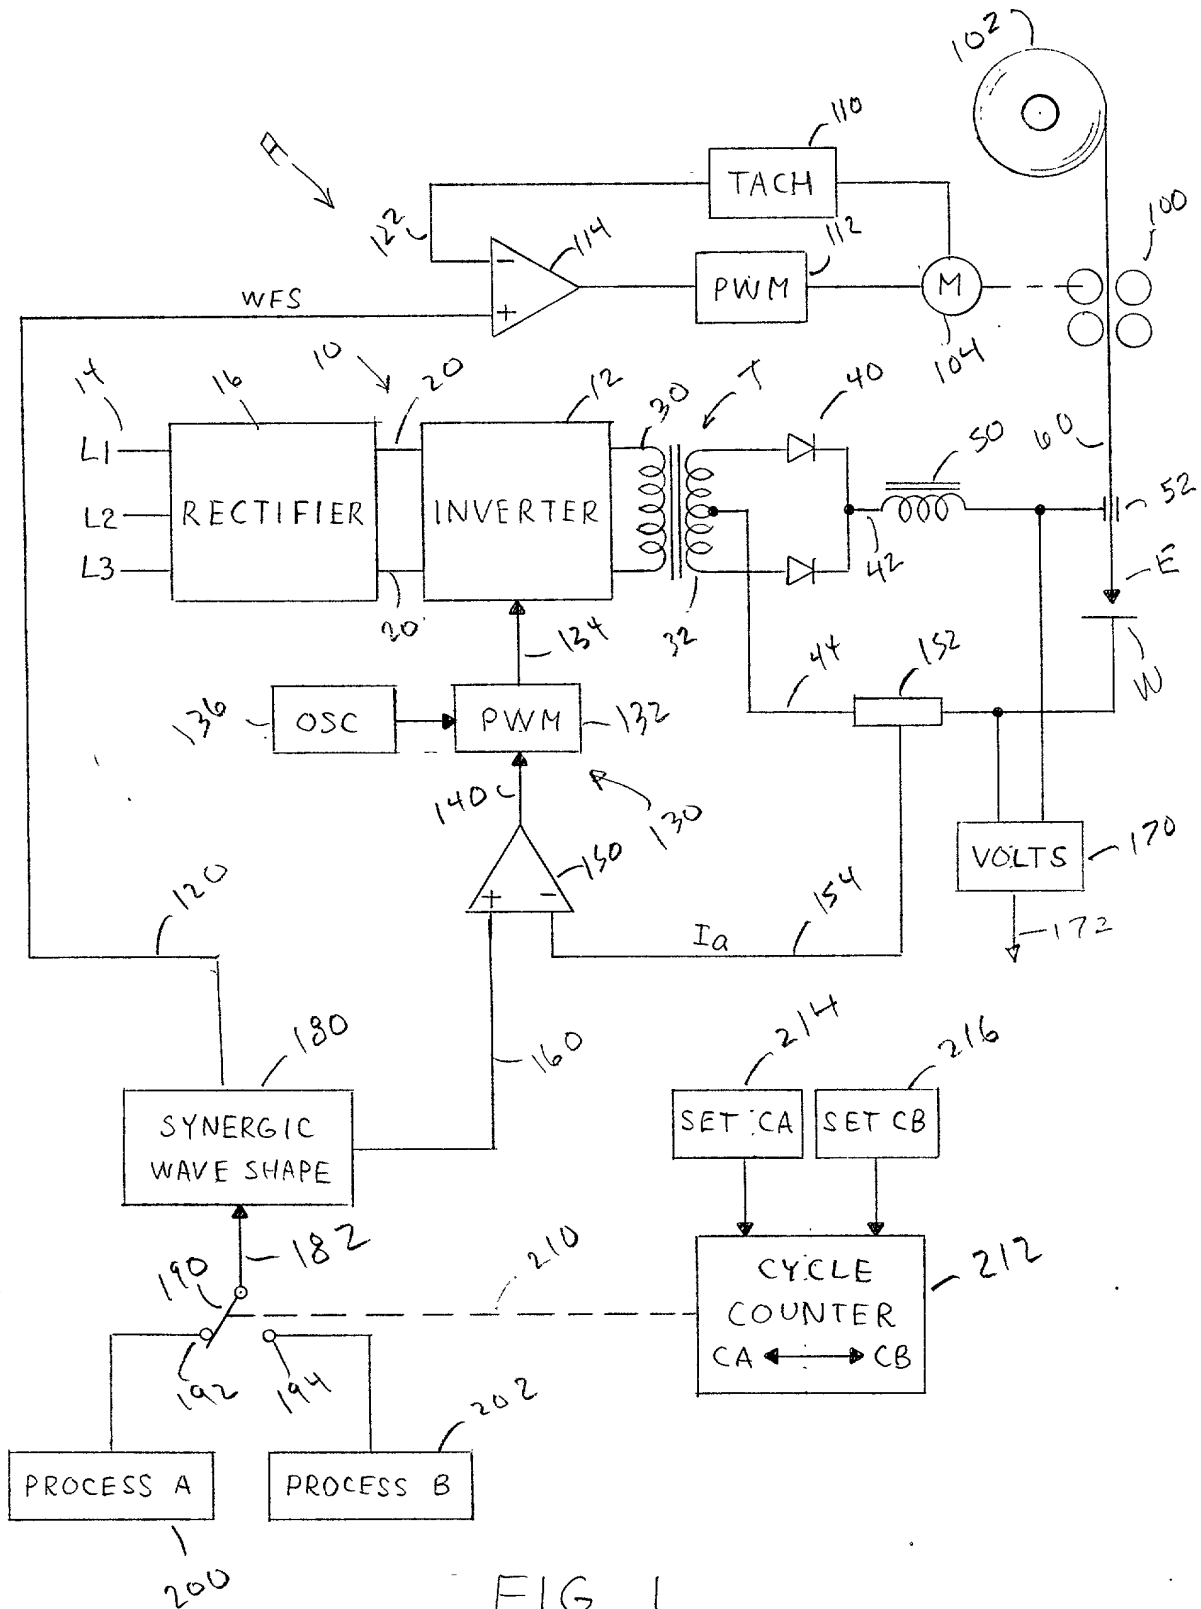 102
110
A
TACH
100
122
114
112
-
PWM
M
WFS
+
104
10
20
14
16
12
30
T
40
60
L1
50
RECTIFIER
INVERTER
52
L2
42
E
L3
20
32
134
44
152
W
136
OSC
PWM
132
140
130
150
VOLTS
170
+
-
120
154
Ia
172
180
160
214
216
SYNERGIC
WAVE SHAPE
SET CA
SET CB
182
210
190
CYCLE
COUNTER
CA
CB
212
192
194
202
PROCESS A
PROCESS B
200
FIG 1